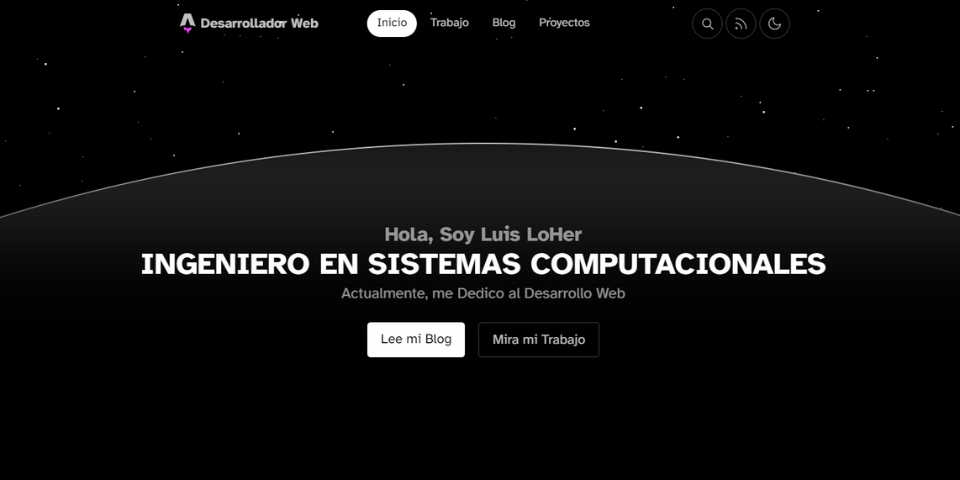 Desarrollador Web
Inicio
Trabajo
Blog
Proyectos
Hola, Soy Luis LoHer
INGENIERO EN SISTEMAS COMPUTACIONALES
Actualmente, me Dedico al Desarrollo Web
Lee mi Blog
Mira mi Trabajo